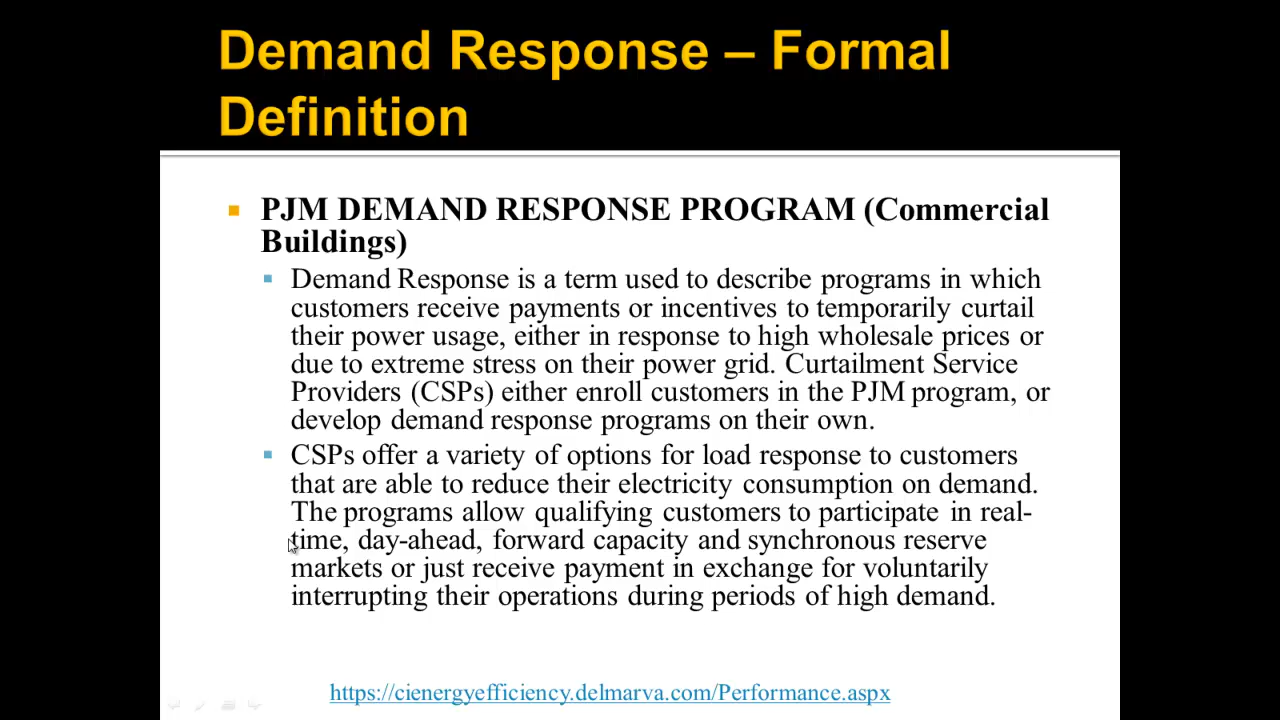 Demand Response – Formal
Definition
PJM DEMAND RESPONSE PROGRAM (Commercial
Buildings)
Demand Response is a term used to describe programs in which
customers receive payments or incentives to temporarily curtail
their power usage, either in response to high wholesale prices or
due to extreme stress on their power grid. Curtailment Service
Providers (CSPs) either enroll customers in the PJM program, or
develop demand response programs on their own.
CSPs offer a variety of options for load response to customers
that are able to reduce their electricity consumption on demand.
The programs allow qualifying customers to participate in real-
time, day-ahead, forward capacity and synchronous reserve
markets or just receive payment in exchange for voluntarily
interrupting their operations during periods of high demand.
https://cienergyefficiency.delmarva.com/Performance.aspx